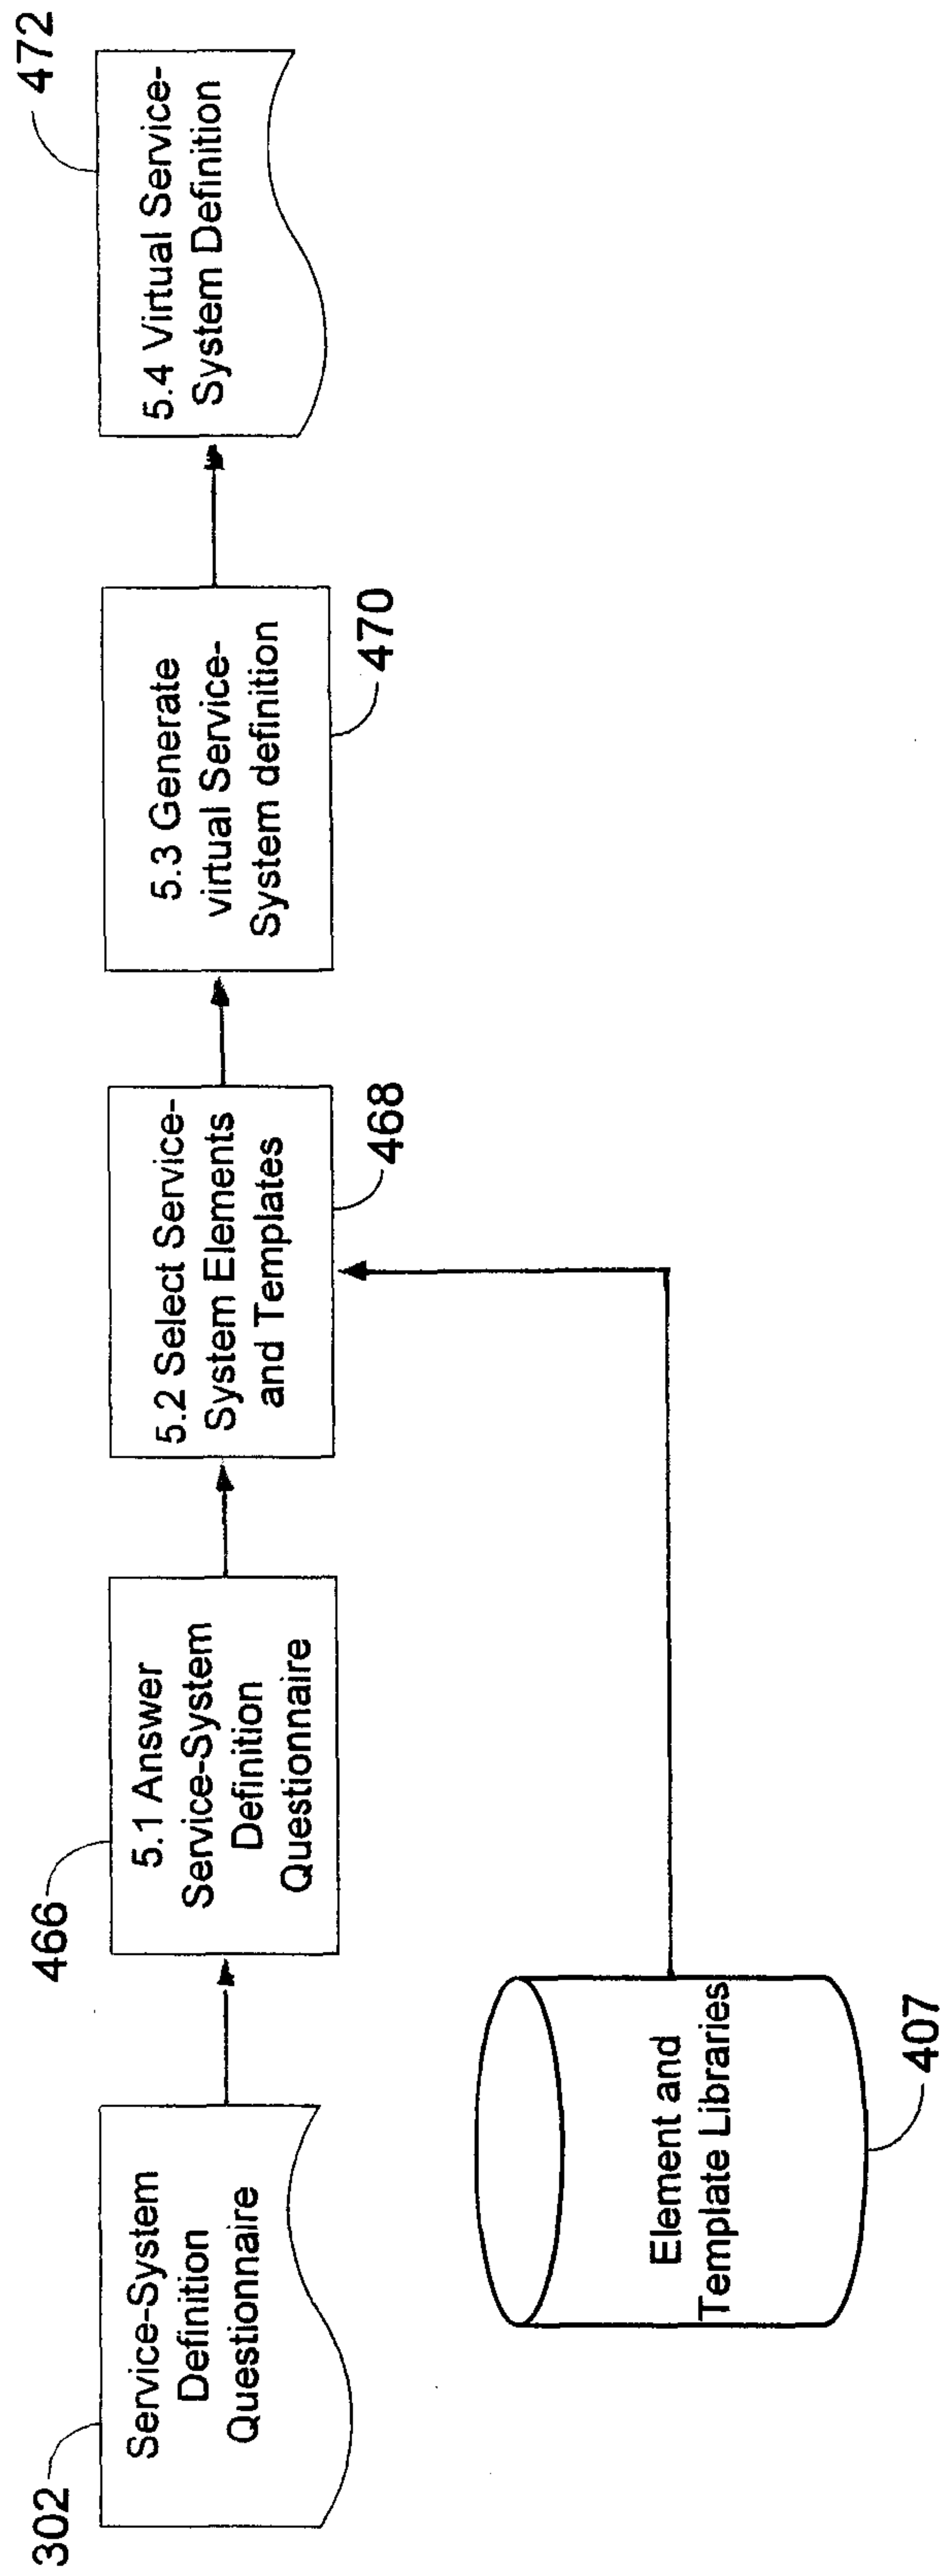 302
Service-System
Definition
Questionnaire
466
5.1 Answer
Service-System
Definition
Questionnaire
5.2 Select Service-
System Elements
and Templates
468
5.3 Generate
virtual Service-
System definition
470
5.4 Virtual Service-
System Definition
472
Element and
Template Libraries
407